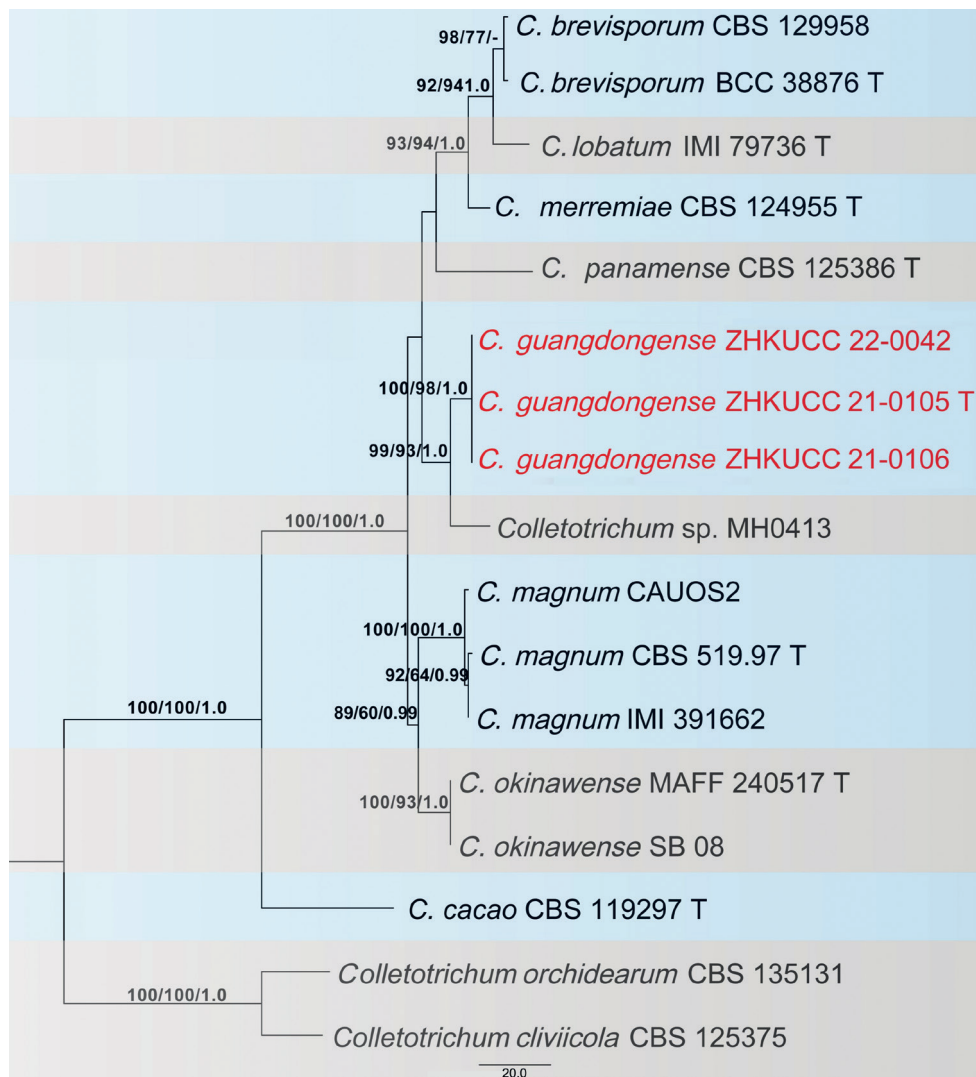 98/77/-
C. brevisporum CBS 129958
C. brevisporum BCC 38876 T
92/941.0
C. lobatum IMI 79736 T
93/94/1.0
C. merremiae CBS 124955 T
C. panamense CBS 125386 T
C. guangdongense ZHKUCC 22-0042
100/98/1.0
C. guangdongense ZHKUCC 21-0105 T
99/93/1.0
C. guangdongense ZHKUCC 21-0106
100/100/1.0
Colletotrichum sp. MH0413
C. magnum CAUOS2
100/100/1.0
C. magnum CBS 519.97 T
92/64/0.99
C. magnum IMI 391662
100/100/1.0
89/60/0.99
C. okinawense MAFF 240517 T
100/93/1.0
C. okinawense SB 08
C. cacao CBS 119297 T
Colletotrichum orchidearum CBS 135131
100/100/1.0
Colletotrichum cliviicola CBS 125375
20.0